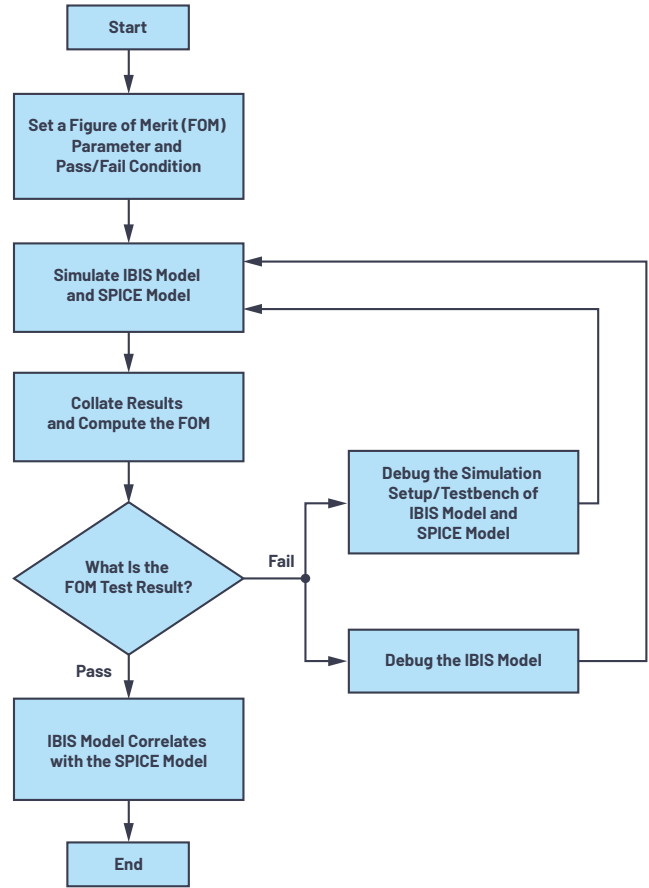 Start
Set a Figure of Merit (FOM)
Parameter and
Pass/Fail Condition
Simulate IBIS Model
and SPICE Model
Collate Results
and Compute the FOM
What Is the
FOM Test Result?
Fail
Debug the Simulation
Setup/Testbench of
IBIS Model and
SPICE Model
Debug the IBIS Model
Pass
IBIS Model Correlates
with the SPICE Model
End